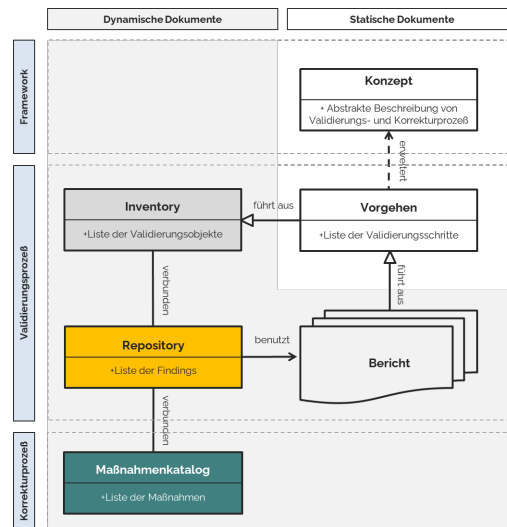 Dynamische Dokumente
Statische Dokumente
Framework
Konzept
+ Abstrakte Beschreibung von
Validierungs- und Korrekturprozeß
erweitert
Validierungsprozeß
Inventory
+Liste der Validierungsobjekte
führt aus
Vorgehen
+Liste der Validierungsschritte
verbunden
führt aus
Repository
+Liste der Findings
benutzt
Bericht
verbunden
Korrekturprozeß
Maßnahmenkatalog
+Liste der Maßnahmen